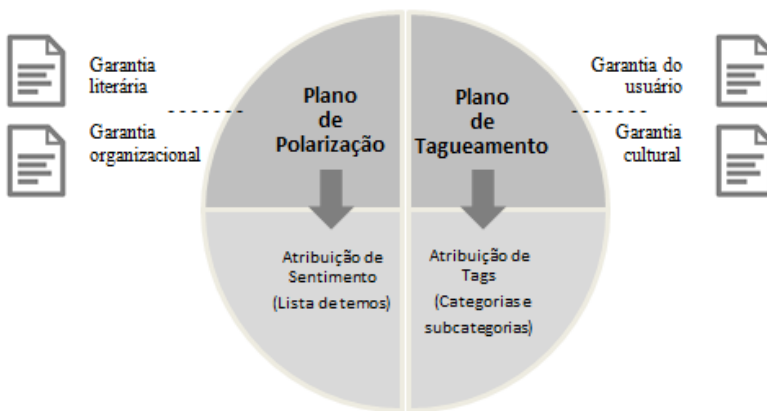 Garantia
literária
Garantia
organizacional
Plano
de
Polarização
Plano
de
Tagueamento
Garantia do
usuário
Garantia
cultural
Atribuição de
Sentimento
(Lista de temos)
Atribuição de
Tags
(Categorias e
subcategorias)